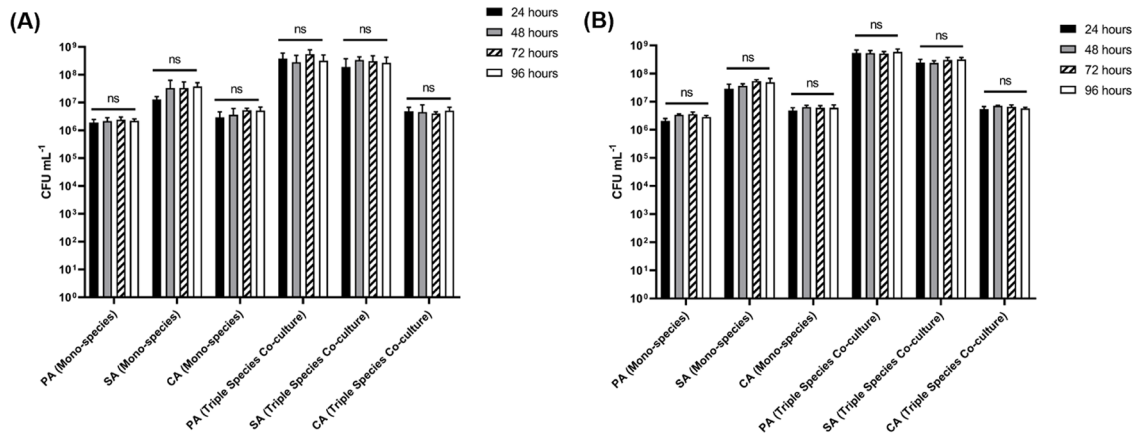 (A)
24 hours
48 hours
72 hours
96 hours
CFU mL⁻¹
10⁹
10⁸
10⁷
10⁶
10⁵
10⁴
10³
10²
10¹
10⁰
ns
ns
ns
ns
ns
ns
PA (Mono-species)
SA (Mono-species)
CA (Mono-species)
PA (Triple Species Co-culture)
SA (Triple Species Co-culture)
CA (Triple Species Co-culture)
(B)
24 hours
48 hours
72 hours
96 hours
CFU mL⁻¹
10⁹
10⁸
10⁷
10⁶
10⁵
10⁴
10³
10²
10¹
10⁰
ns
ns
ns
ns
ns
ns
PA (Mono-species)
SA (Mono-species)
CA (Mono-species)
PA (Triple Species Co-culture)
SA (Triple Species Co-culture)
CA (Triple Species Co-culture)